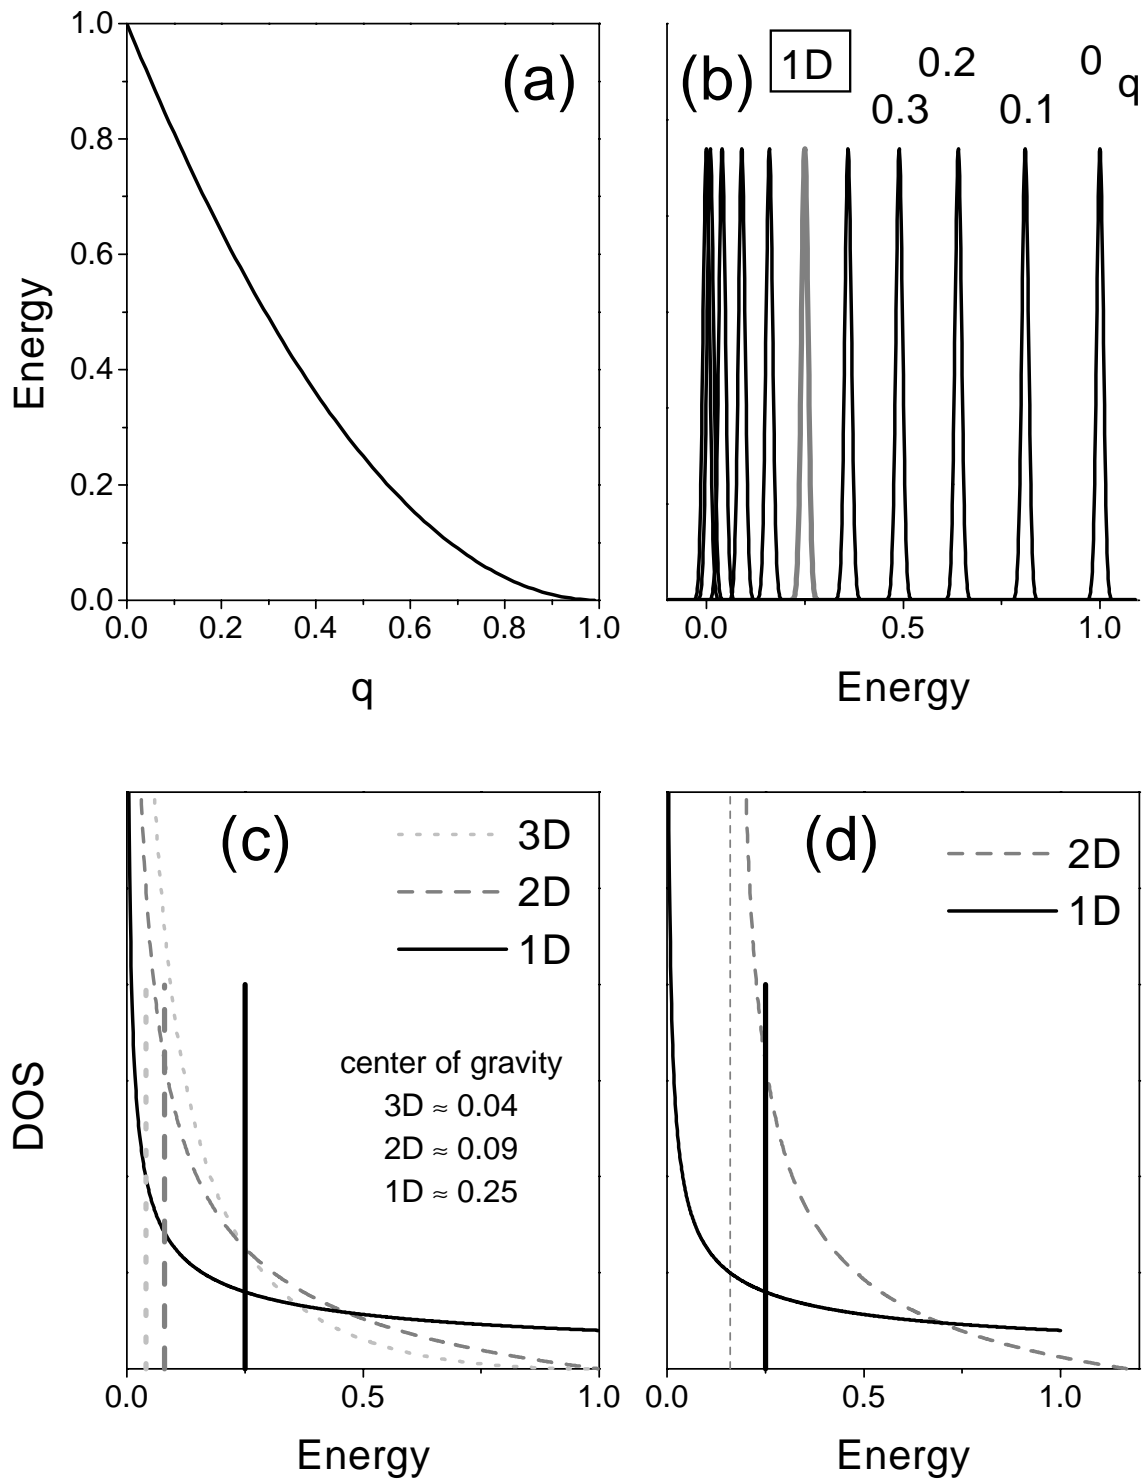 1.0
0.8
0.6
0.4
0.2
0.0
Energy
(a)
0.0 0.2 0.4 0.6 0.8 1.0
q
(b)
1D
0.3
0.2
0.1
0
q
0.0 0.5 1.0
Energy
DOS
(c)
3D
2D
1D
center of gravity
3D ≈ 0.04
2D ≈ 0.09
1D ≈ 0.25
0.0 0.5 1.0
Energy
(d)
2D
1D
0.0 0.5 1.0
Energy